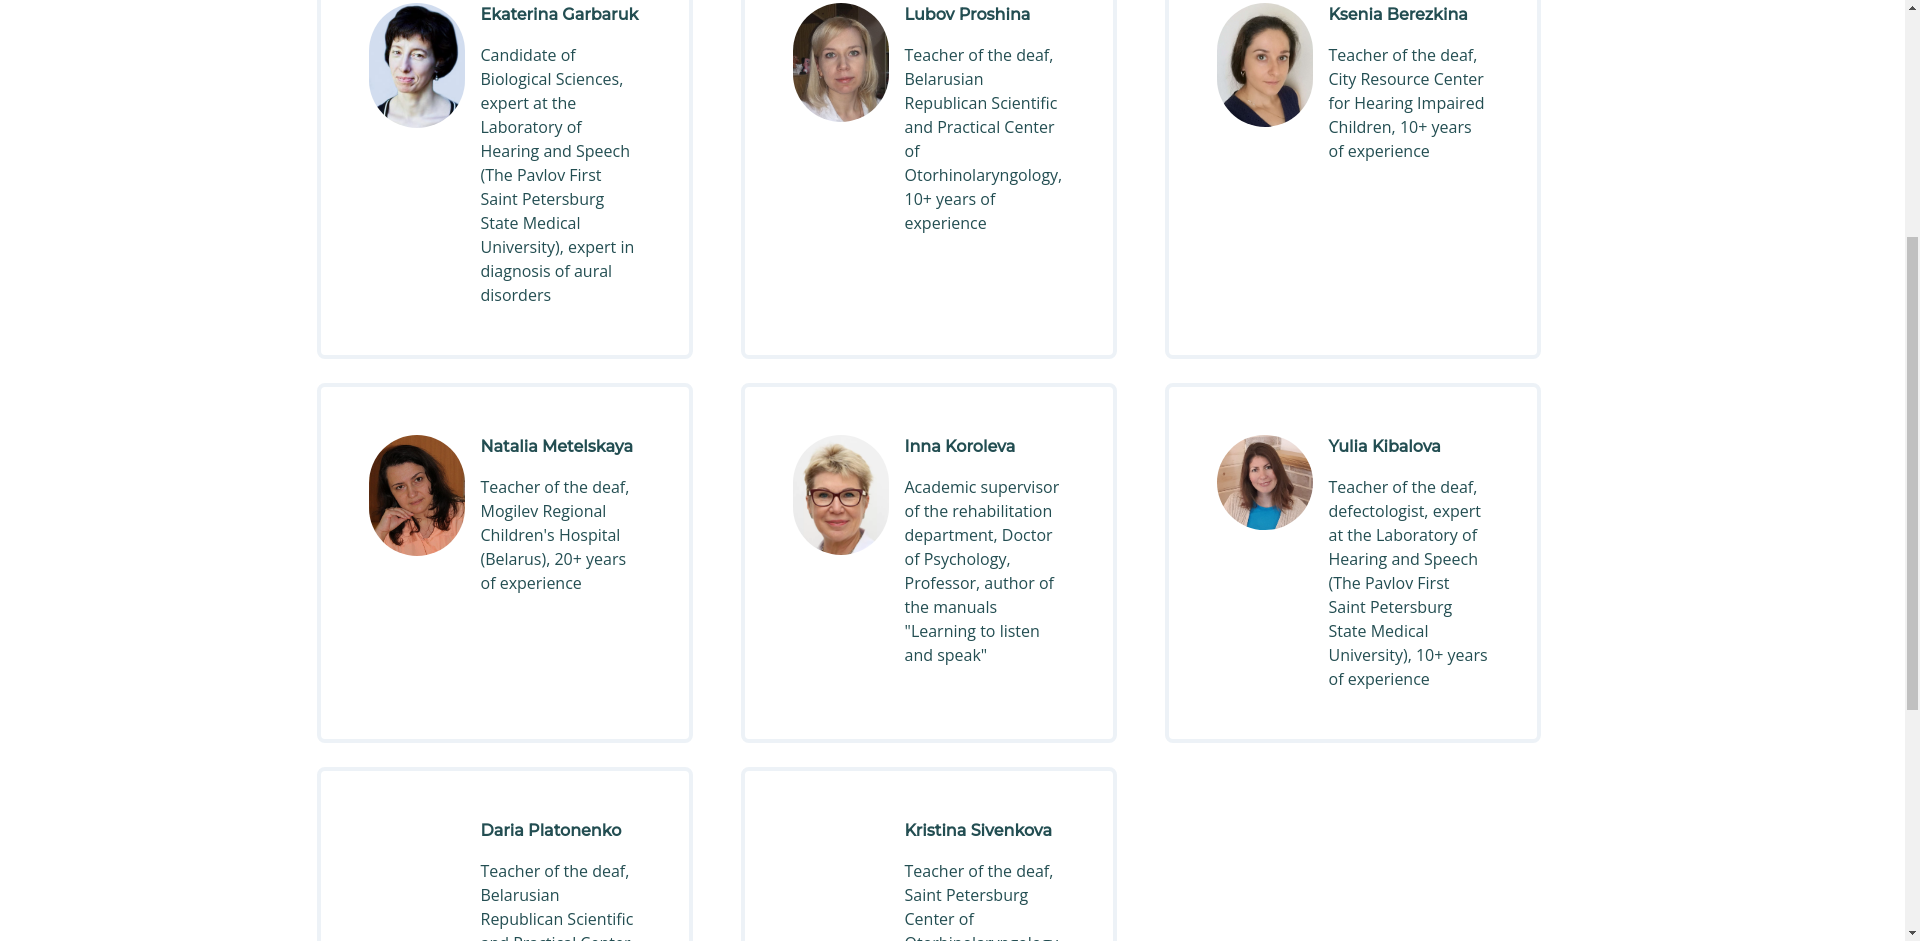 Ekaterina Garbaruk
Candidate of
Biological Sciences,
expert at the
Laboratory of
Hearing and Speech
(The Pavlov First
Saint Petersburg
State Medical
University), expert in
diagnosis of aural
disorders
Lubov Proshina
Teacher of the deaf,
Belarusian
Republican Scientific
and Practical Center
of
Otorhinolaryngology,
10+ years of
experience
Ksenia Berezkina
Teacher of the deaf,
City Resource Center
for Hearing Impaired
Children, 10+ years
of experience
Natalia Metelskaya
Teacher of the deaf,
Mogilev Regional
Children's Hospital
(Belarus), 20+ years
of experience
Inna Koroleva
Academic supervisor
of the rehabilitation
department, Doctor
of Psychology,
Professor, author of
the manuals
"Learning to listen
and speak"
Yulia Kibalova
Teacher of the deaf,
defectologist, expert
at the Laboratory of
Hearing and Speech
(The Pavlov First
Saint Petersburg
State Medical
University), 10+ years
of experience
Daria Platonenko
Teacher of the deaf,
Belarusian
Republican Scientific
and Practical Center
Kristina Sivenkova
Teacher of the deaf,
Saint Petersburg
Center of
Otorhinolaryngology